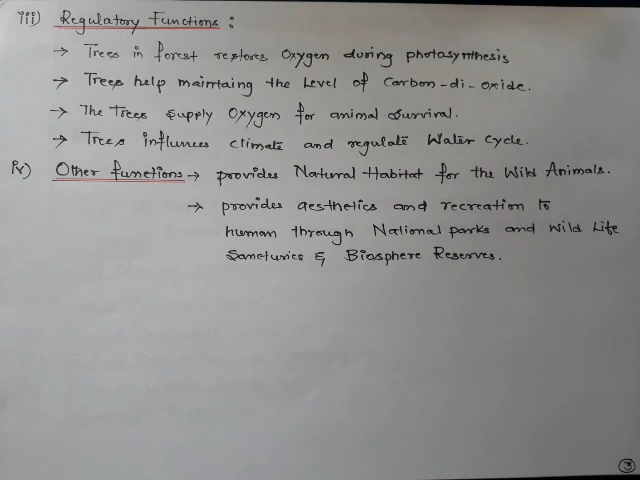 iii) Regulatory Functions :
→ Trees in forest restores Oxygen during photosynthesis
→ Trees help maintaing the Level of Carbon-di-oxide.
→ The Trees supply Oxygen for animal survival.
→ Trees influnces climate and regulate Water Cycle.
iv) Other functions → provides Natural Habitat for the Wild Animals.
→ provides aesthetics and recreation to
human through National parks and Wild Life
Sancturies & Biosphere Reserves.
3